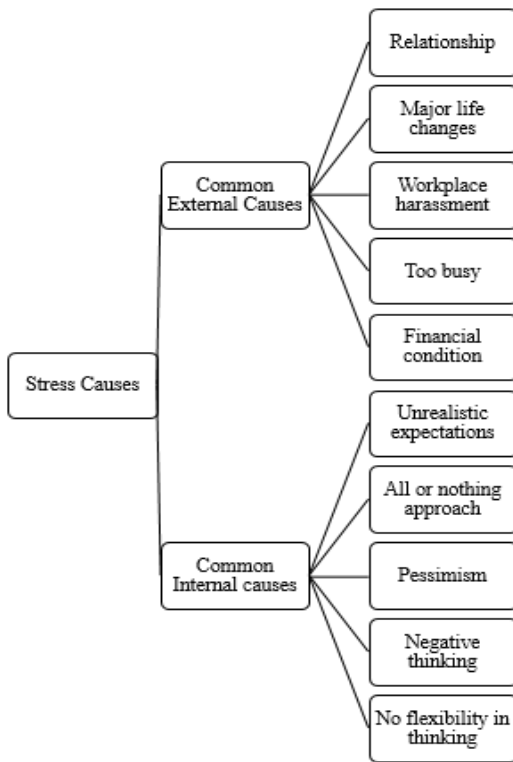 Relationship
Major life
changes
Common
External Causes
Workplace
harassment
Too busy
Financial
condition
Stress Causes
Unrealistic
expectations
All or nothing
approach
Common
Internal causes
Pessimism
Negative
thinking
No flexibility in
thinking